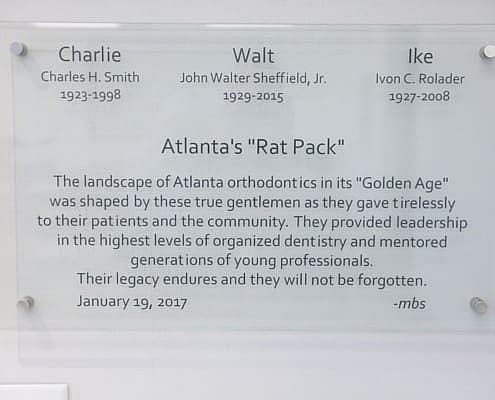 Charlie Walt Ike
Charles H. Smith John Walter Sheffield, Jr. Ivon C. Rolader
1923-1998 1929-2015 1927-2008
Atlanta's "Rat Pack"
The landscape of Atlanta orthodontics in its "Golden Age"
was shaped by these true gentlemen as they gave tirelessly
to their patients and the community. They provided leadership
in the highest levels of organized dentistry and mentored
generations of young professionals.
Their legacy endures and they will not be forgotten.
January 19, 2017 -mbs